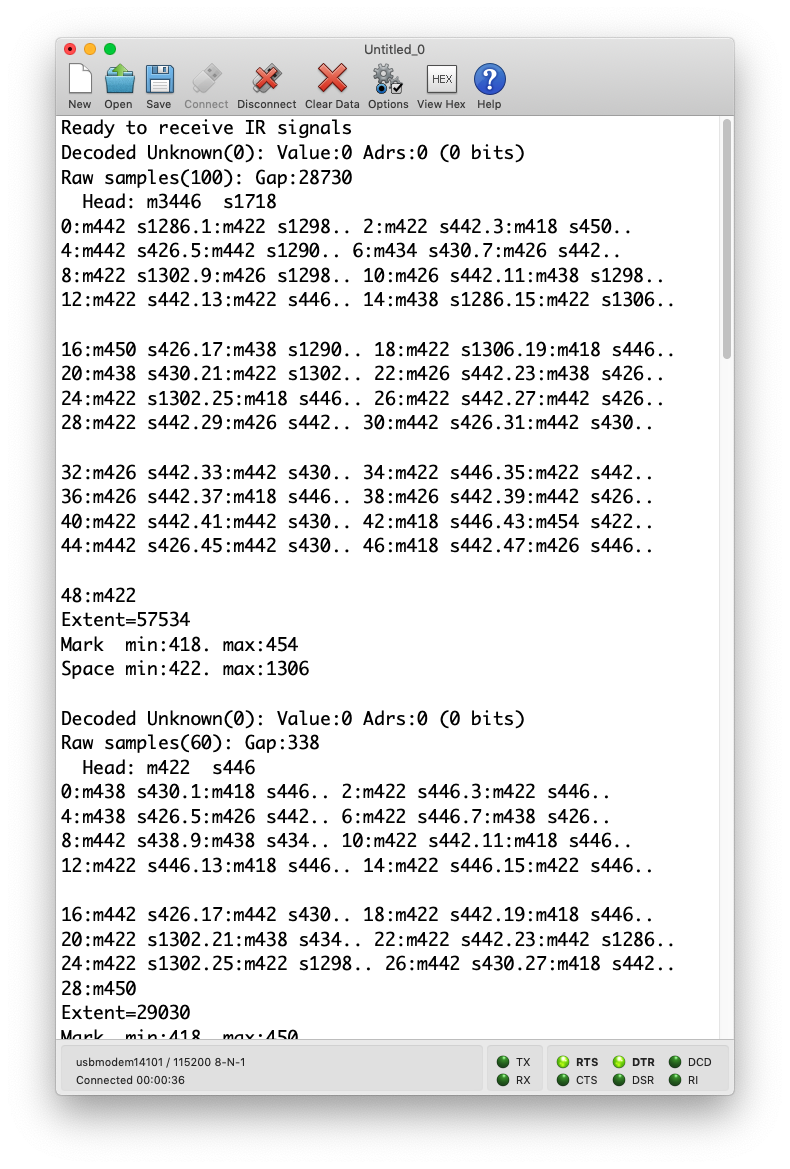 Untitled_0
New Open Save Connect Disconnect Clear Data Options HEX View Hex ? Help
Ready to receive IR signals
Decoded Unknown(0): Value:0 Adrs:0 (0 bits)
Raw samples(100): Gap:28730
  Head: m3446  s1718
0:m442 s1286.1:m422 s1298.. 2:m422 s442.3:m418 s450..
4:m442 s426.5:m442 s1290.. 6:m434 s430.7:m426 s442..
8:m422 s1302.9:m426 s1298.. 10:m426 s442.11:m438 s1298..
12:m422 s442.13:m422 s446.. 14:m438 s1286.15:m422 s1306..
16:m450 s426.17:m438 s1290.. 18:m422 s1306.19:m418 s446..
20:m438 s430.21:m422 s1302.. 22:m426 s442.23:m438 s426..
24:m422 s1302.25:m418 s446.. 26:m422 s442.27:m442 s426..
28:m422 s442.29:m426 s442.. 30:m442 s426.31:m442 s430..
32:m426 s442.33:m442 s430.. 34:m422 s446.35:m422 s442..
36:m426 s442.37:m418 s446.. 38:m426 s442.39:m442 s426..
40:m422 s442.41:m442 s430.. 42:m418 s446.43:m454 s422..
44:m442 s426.45:m442 s430.. 46:m418 s442.47:m426 s446..
48:m422
Extent=57534
Mark  min:418. max:454
Space min:422. max:1306
Decoded Unknown(0): Value:0 Adrs:0 (0 bits)
Raw samples(60): Gap:338
  Head: m422  s446
0:m438 s430.1:m418 s446.. 2:m422 s446.3:m422 s446..
4:m438 s426.5:m426 s442.. 6:m422 s446.7:m438 s426..
8:m442 s438.9:m438 s434.. 10:m422 s442.11:m418 s446..
12:m422 s446.13:m418 s446.. 14:m422 s446.15:m422 s446..
16:m442 s426.17:m442 s430.. 18:m422 s442.19:m418 s446..
20:m422 s1302.21:m438 s434.. 22:m422 s442.23:m442 s1286..
24:m422 s1302.25:m422 s1298.. 26:m442 s430.27:m418 s442..
28:m450
Extent=29030
Mark  min:418. max:450
usbmodem14101 / 115200 8-N-1 TX RTS DTR DCD
Connected 00:00:36 RX CTS DSR RI